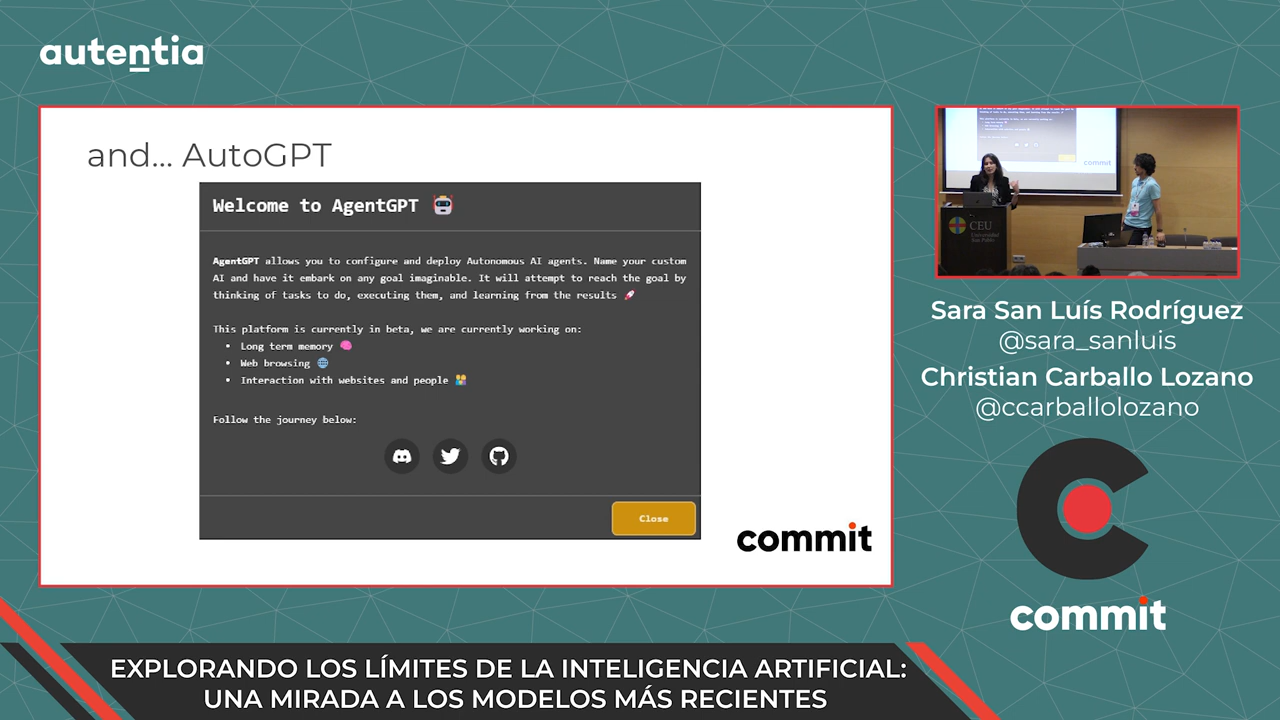 autentia
and... AutoGPT
Welcome to AgentGPT
AgentGPT allows you to configure and deploy Autonomous AI agents. Name your custom
AI and have it embark on any goal imaginable. It will attempt to reach the goal by
thinking of tasks to do, executing them, and learning from the results
This platform is currently in beta, we are currently working on:
Long term memory
Web browsing
Interaction with websites and people
Follow the journey below:
Close
commit
commit
CEU
Universidad
San Pablo
Sara San Luís Rodríguez
@sara_sanluis
Christian Carballo Lozano
@ccarballolozano
commit
EXPLORANDO LOS LÍMITES DE LA INTELIGENCIA ARTIFICIAL:
UNA MIRADA A LOS MODELOS MÁS RECIENTES